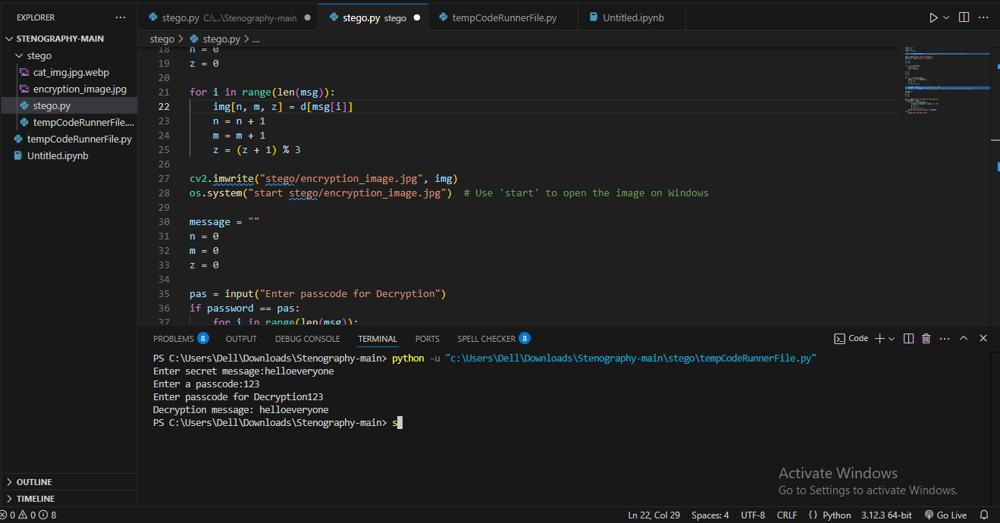 EXPLORER
STENOGRAPHY-MAIN
stego
cat_img.jpg.webp
encryption_image.jpg
stego.py
tempCodeRunnerFile....
tempCodeRunnerFile.py
Untitled.ipynb
OUTLINE
TIMELINE
stego.py C:\...\Stenography-main
stego.py stego
tempCodeRunnerFile.py
Untitled.ipynb
stego > stego.py > ...
18 n = 0
19 z = 0
20
21 for i in range(len(msg)):
22     img[n, m, z] = d[msg[i]]
23     n = n + 1
24     m = m + 1
25     z = (z + 1) % 3
26
27 cv2.imwrite("stego/encryption_image.jpg", img)
28 os.system("start stego/encryption_image.jpg")  # Use 'start' to open the image on Windows
29
30 message = ""
31 n = 0
32 m = 0
33 z = 0
34
35 pas = input("Enter passcode for Decryption")
36 if password == pas:
37     for i in range(len(msg)):
PROBLEMS 8 OUTPUT DEBUG CONSOLE TERMINAL PORTS SPELL CHECKER 8 Code
PS C:\Users\Dell\Downloads\Stenography-main> python -u "c:\Users\Dell\Downloads\Stenography-main\stego\tempCodeRunnerFile.py"
Enter secret message:helloeveryone
Enter a passcode:123
Enter passcode for Decryption123
Decryption message: helloeveryone
PS C:\Users\Dell\Downloads\Stenography-main> s
Activate Windows
Go to Settings to activate Windows.
0 0 8 Ln 22, Col 29 Spaces: 4 UTF-8 CRLF {} Python 3.12.3 64-bit Go Live